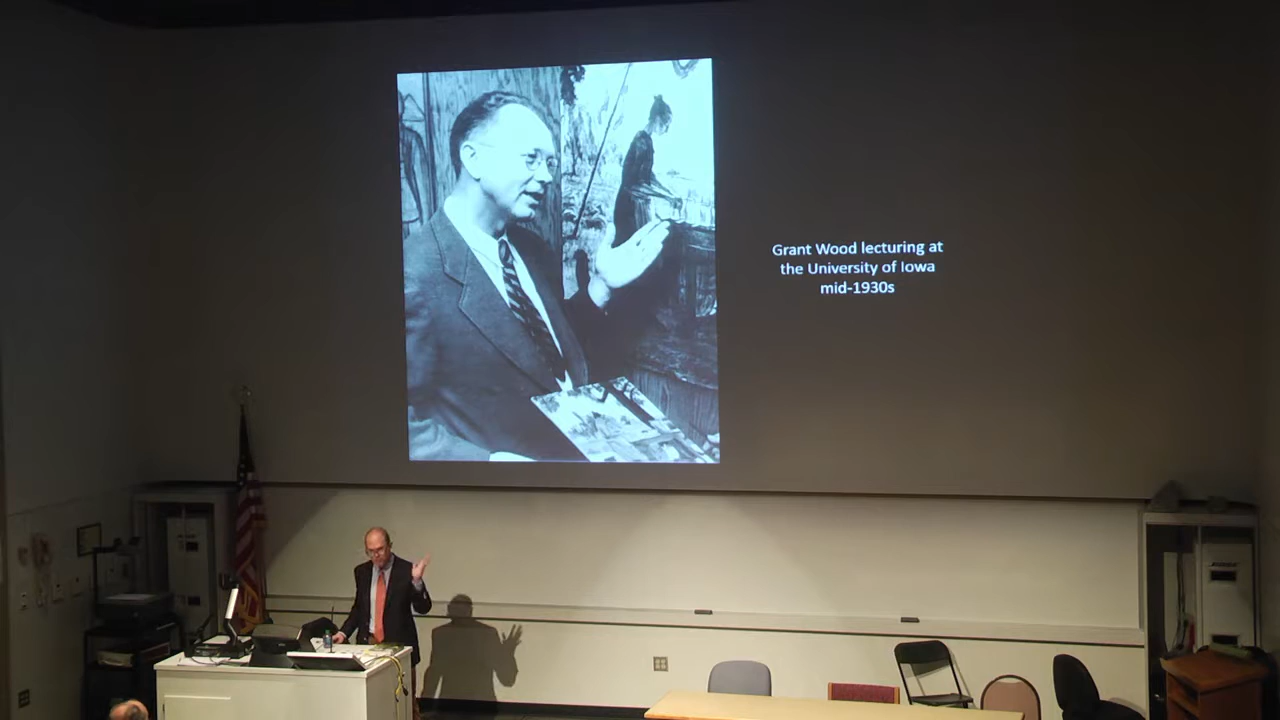 Grant Wood lecturing at
the University of Iowa
mid-1930s